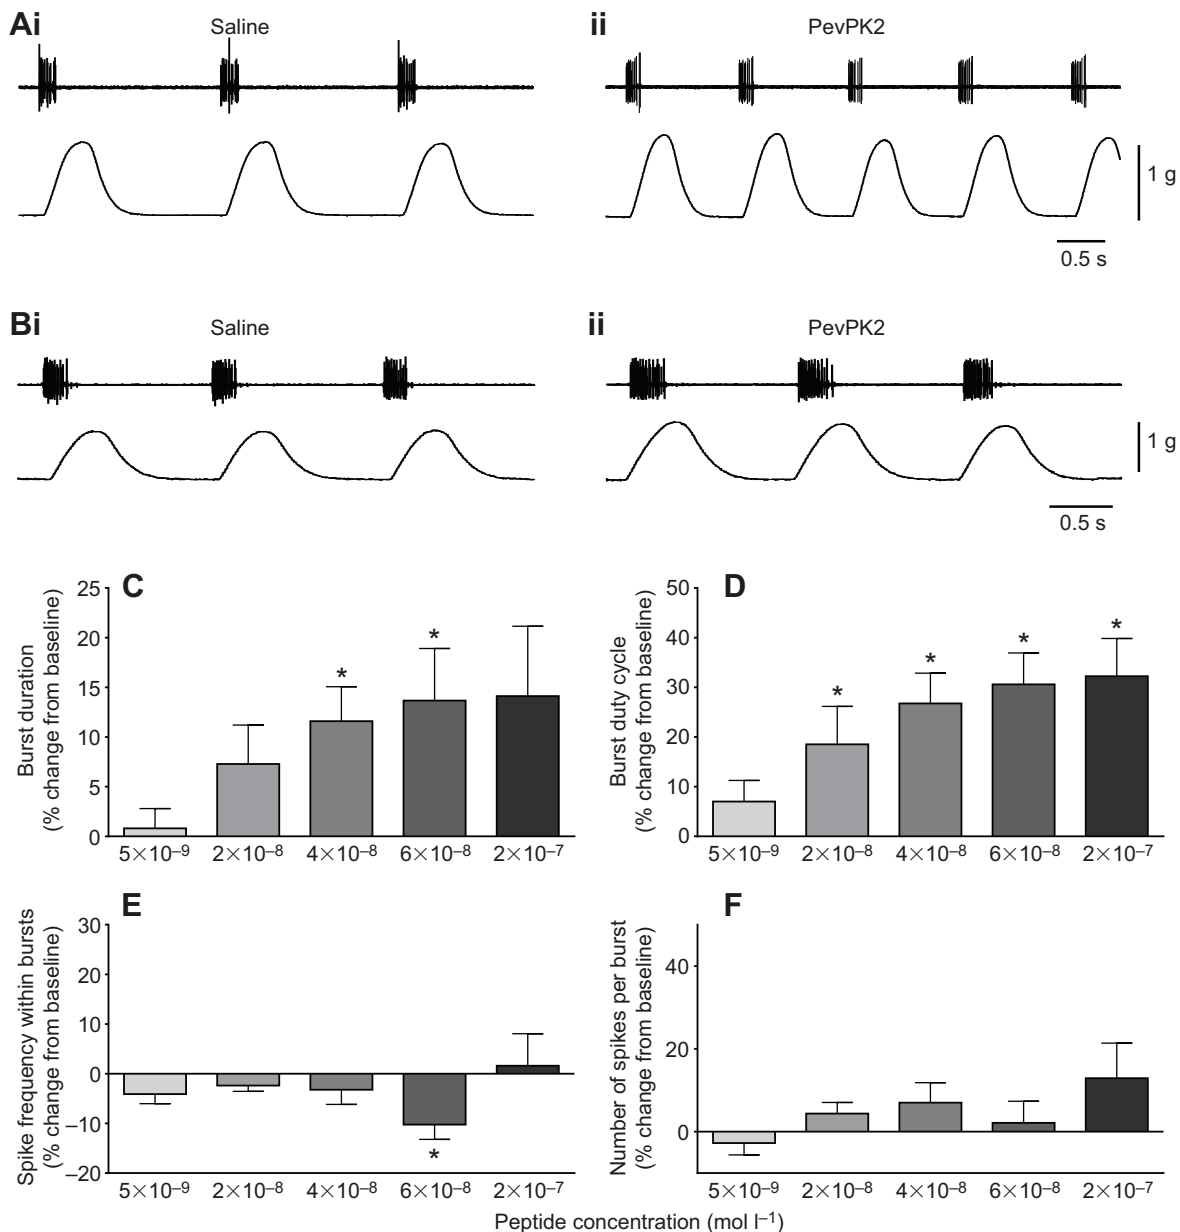 Ai Saline ii PevPK2
1 g
0.5 s
Bi Saline ii PevPK2
1 g
0.5 s
C
Burst duration
(% change from baseline)
25
20
15
10
5
0
* *
5×10–9 2×10–8 4×10–8 6×10–8 2×10–7
D
Burst duty cycle
(% change from baseline)
50
40
30
20
10
0
* * * *
5×10–9 2×10–8 4×10–8 6×10–8 2×10–7
E
Spike frequency within bursts
(% change from baseline)
30
20
10
0
–10
–20
*
5×10–9 2×10–8 4×10–8 6×10–8 2×10–7
F
Number of spikes per burst
(% change from baseline)
40
20
0
5×10–9 2×10–8 4×10–8 6×10–8 2×10–7
Peptide concentration (mol l–1)